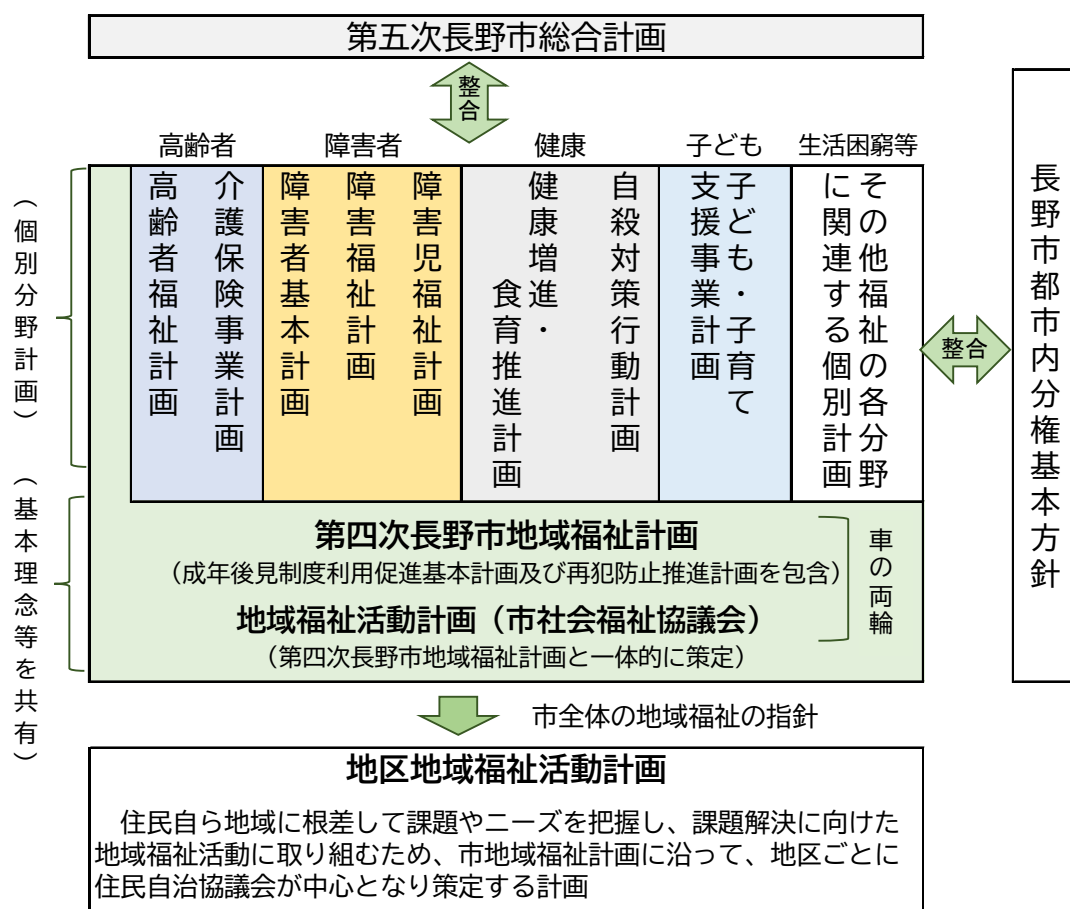 第五次長野市総合計画
整合
高齢者
障害者
健康
子ども
生活困窮等
（個別分野計画）
高齢者福祉計画
介護保険事業計画
障害者基本計画
障害福祉計画
障害児福祉計画
健康増進・
食育推進計画
自殺対策行動計画
子ども・子育て
支援事業計画
その他福祉の各分野
に関連する個別計画
整合
長野市都市内分権基本方針
（基本理念等を共有）
第四次長野市地域福祉計画
（成年後見制度利用促進基本計画及び再犯防止推進計画を包含）
地域福祉活動計画（市社会福祉協議会）
（第四次長野市地域福祉計画と一体的に策定）
車の両輪
市全体の地域福祉の指針
地区地域福祉活動計画
住民自ら地域に根差して課題やニーズを把握し、課題解決に向けた
地域福祉活動に取り組むため、市地域福祉計画に沿って、地区ごとに
住民自治協議会が中心となり策定する計画